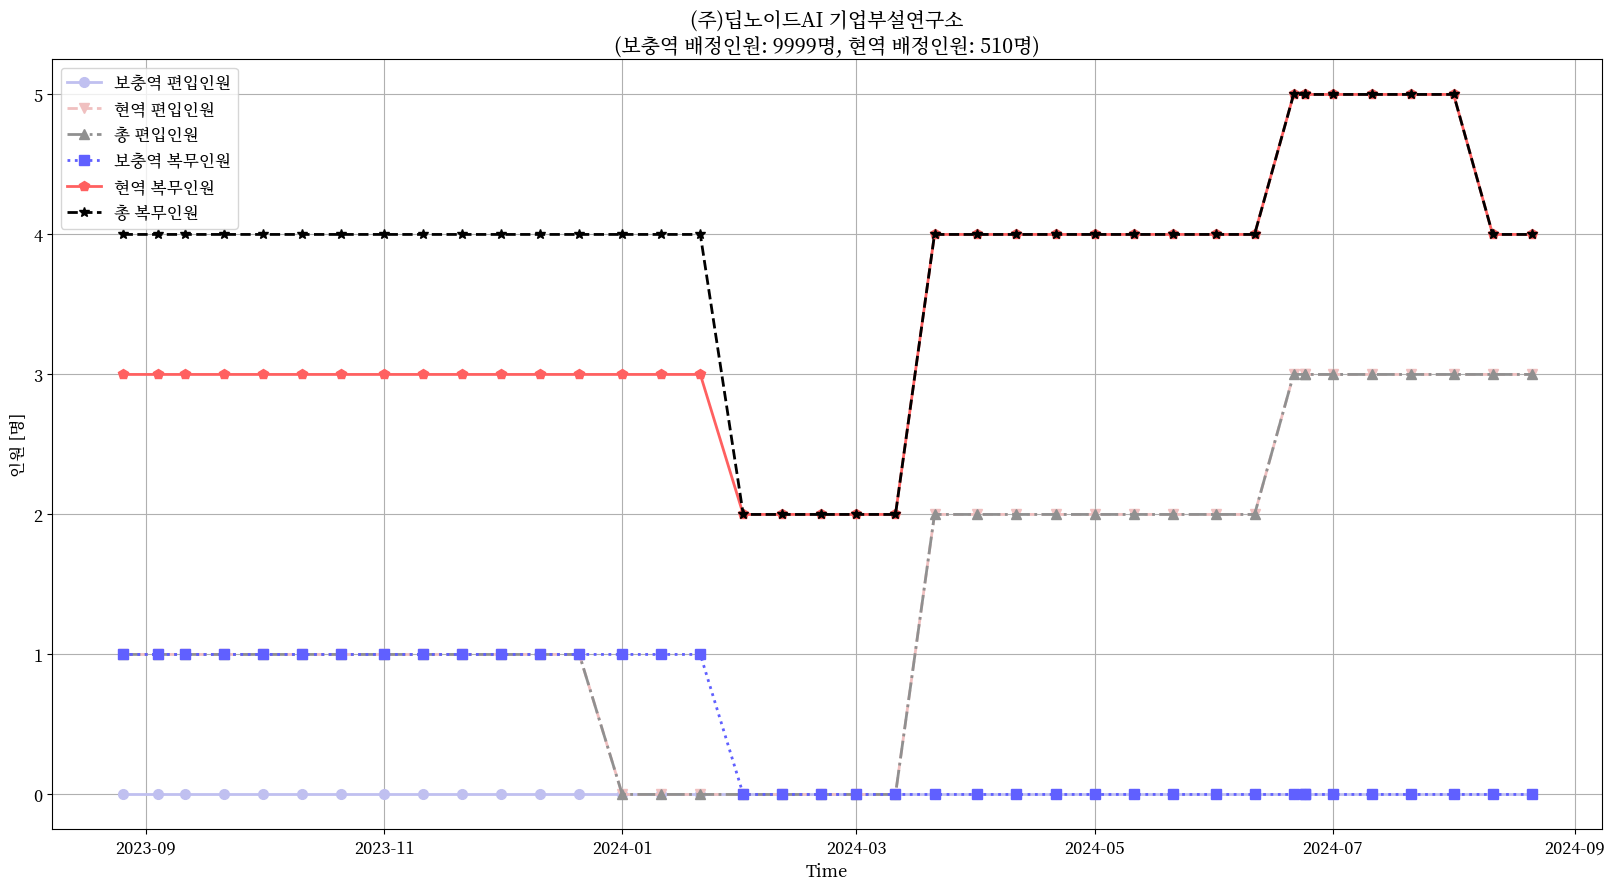 (주)딥노이드AI 기업부설연구소
(보충역 배정인원: 9999명, 현역 배정인원: 510명)
보충역 편입인원
현역 편입인원
총 편입인원
보충역 복무인원
현역 복무인원
총 복무인원
5
4
3
2
1
0
인원 [명]
2023-09
2023-11
2024-01
2024-03
2024-05
2024-07
2024-09
Time